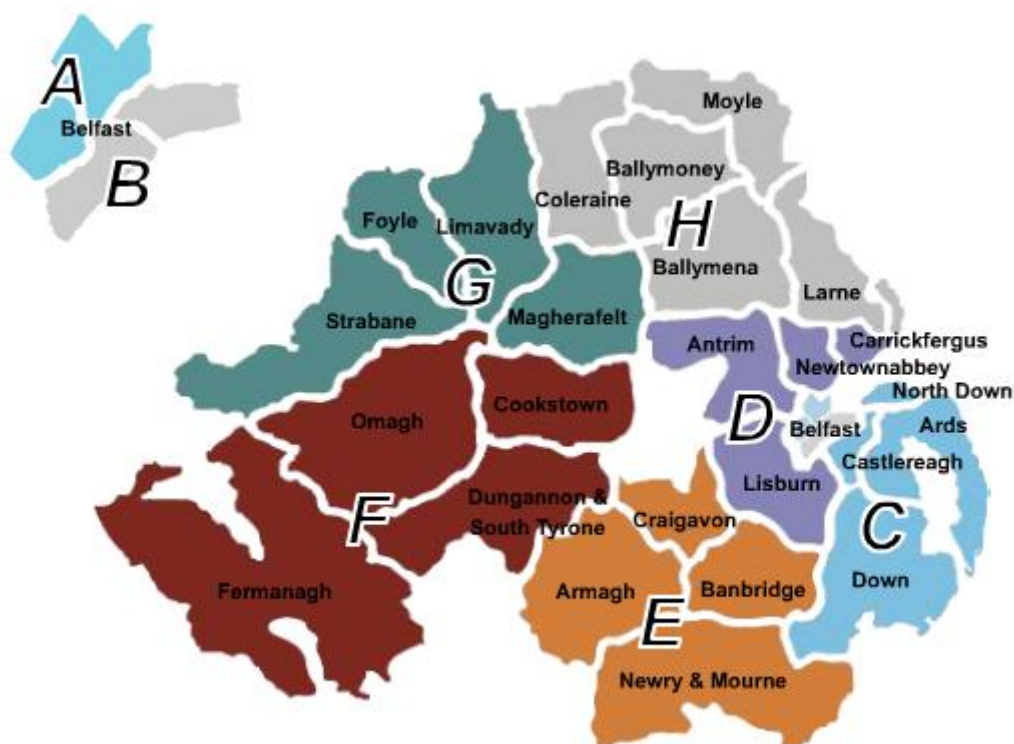 A
Belfast
B
Moyle
Ballymoney
Coleraine
Foyle
Limavady
H
Ballymena
G
Larne
Strabane
Magherafelt
Antrim
Carrickfergus
Newtownabbey
North Down
Cookstown
D
Omagh
Belfast
Ards
Castlereagh
Lisburn
Dungannon &
South Tyrone
F
Craigavon
C
Fermanagh
Armagh
Banbridge
Down
E
Newry & Mourne